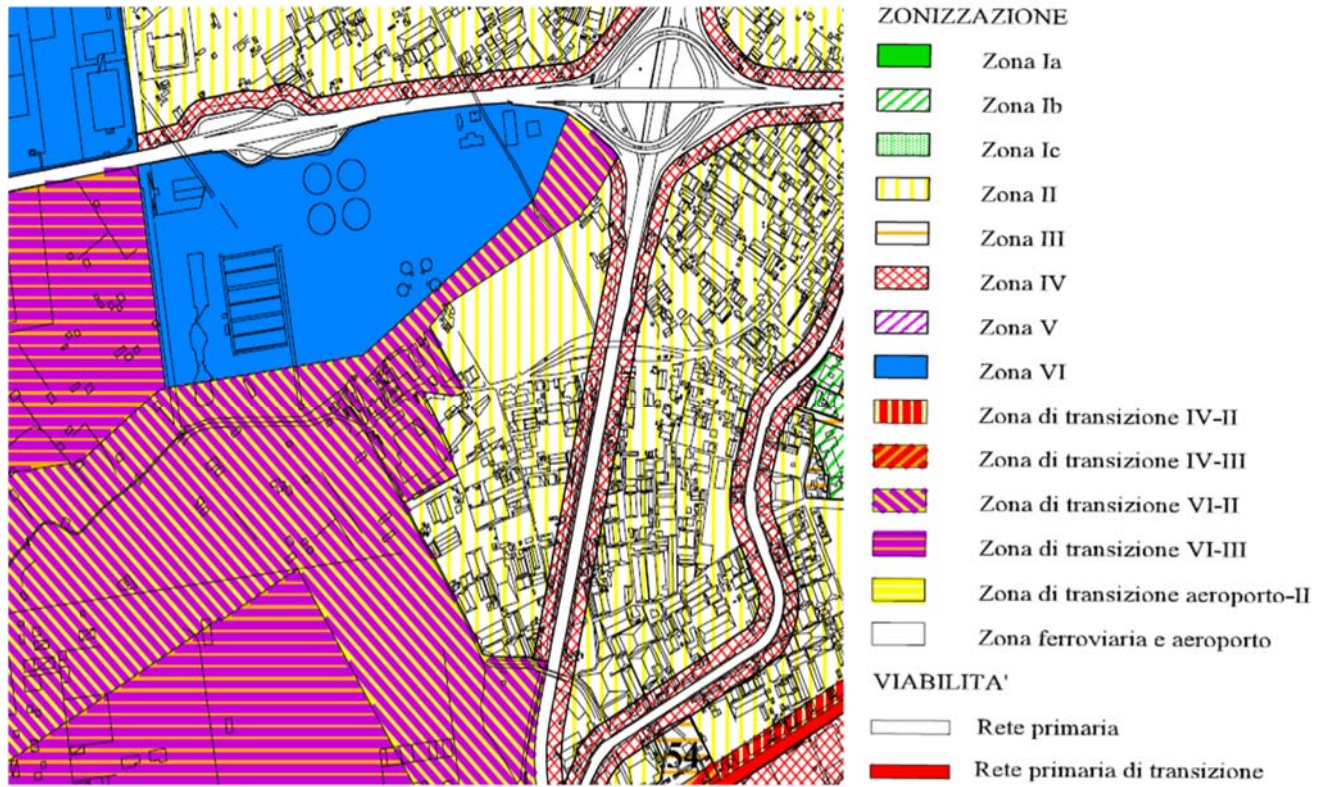 ZONIZZAZIONE
Zona Ia
Zona Ib
Zona Ic
Zona II
Zona III
Zona IV
Zona V
Zona VI
Zona di transizione IV-II
Zona di transizione IV-III
Zona di transizione VI-II
Zona di transizione VI-III
Zona di transizione aeroporto-II
Zona ferroviaria e aeroporto
VIABILITA'
Rete primaria
54
Rete primaria di transizione